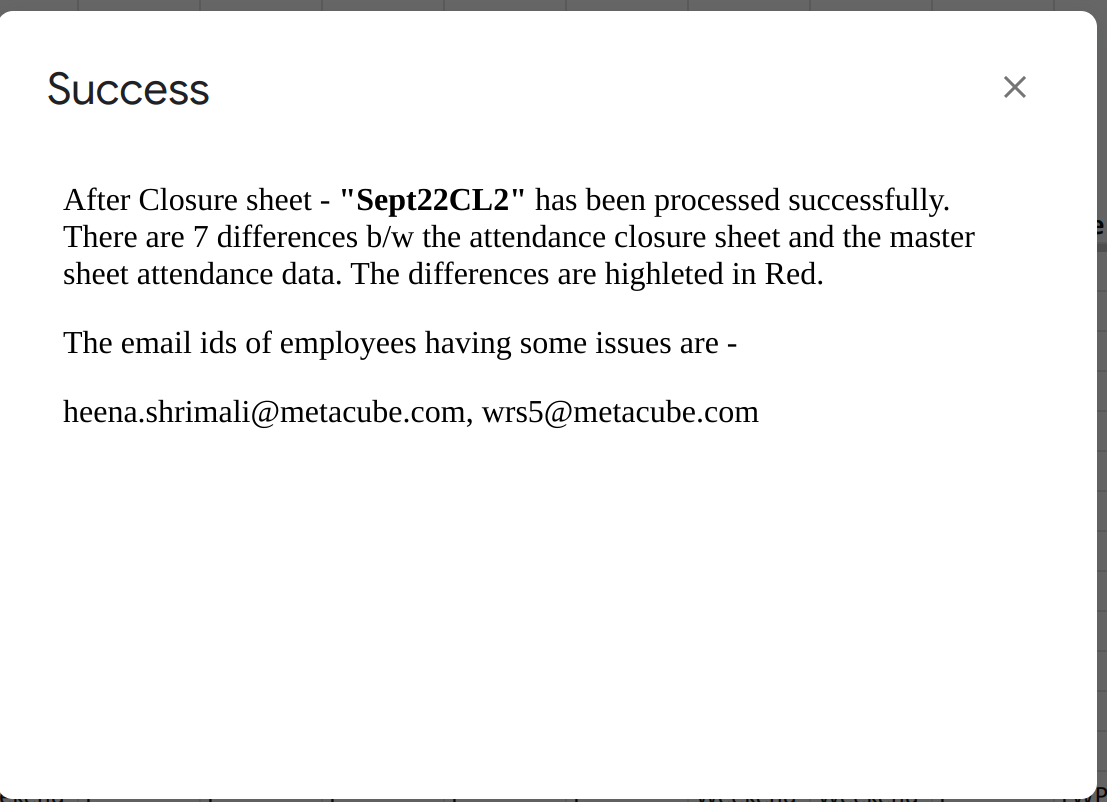 Success
After Closure sheet - "Sept22CL2" has been processed successfully.
There are 7 differences b/w the attendance closure sheet and the master
sheet attendance data. The differences are highleted in Red.
The email ids of employees having some issues are -
heena.shrimali@metacube.com, wrs5@metacube.com